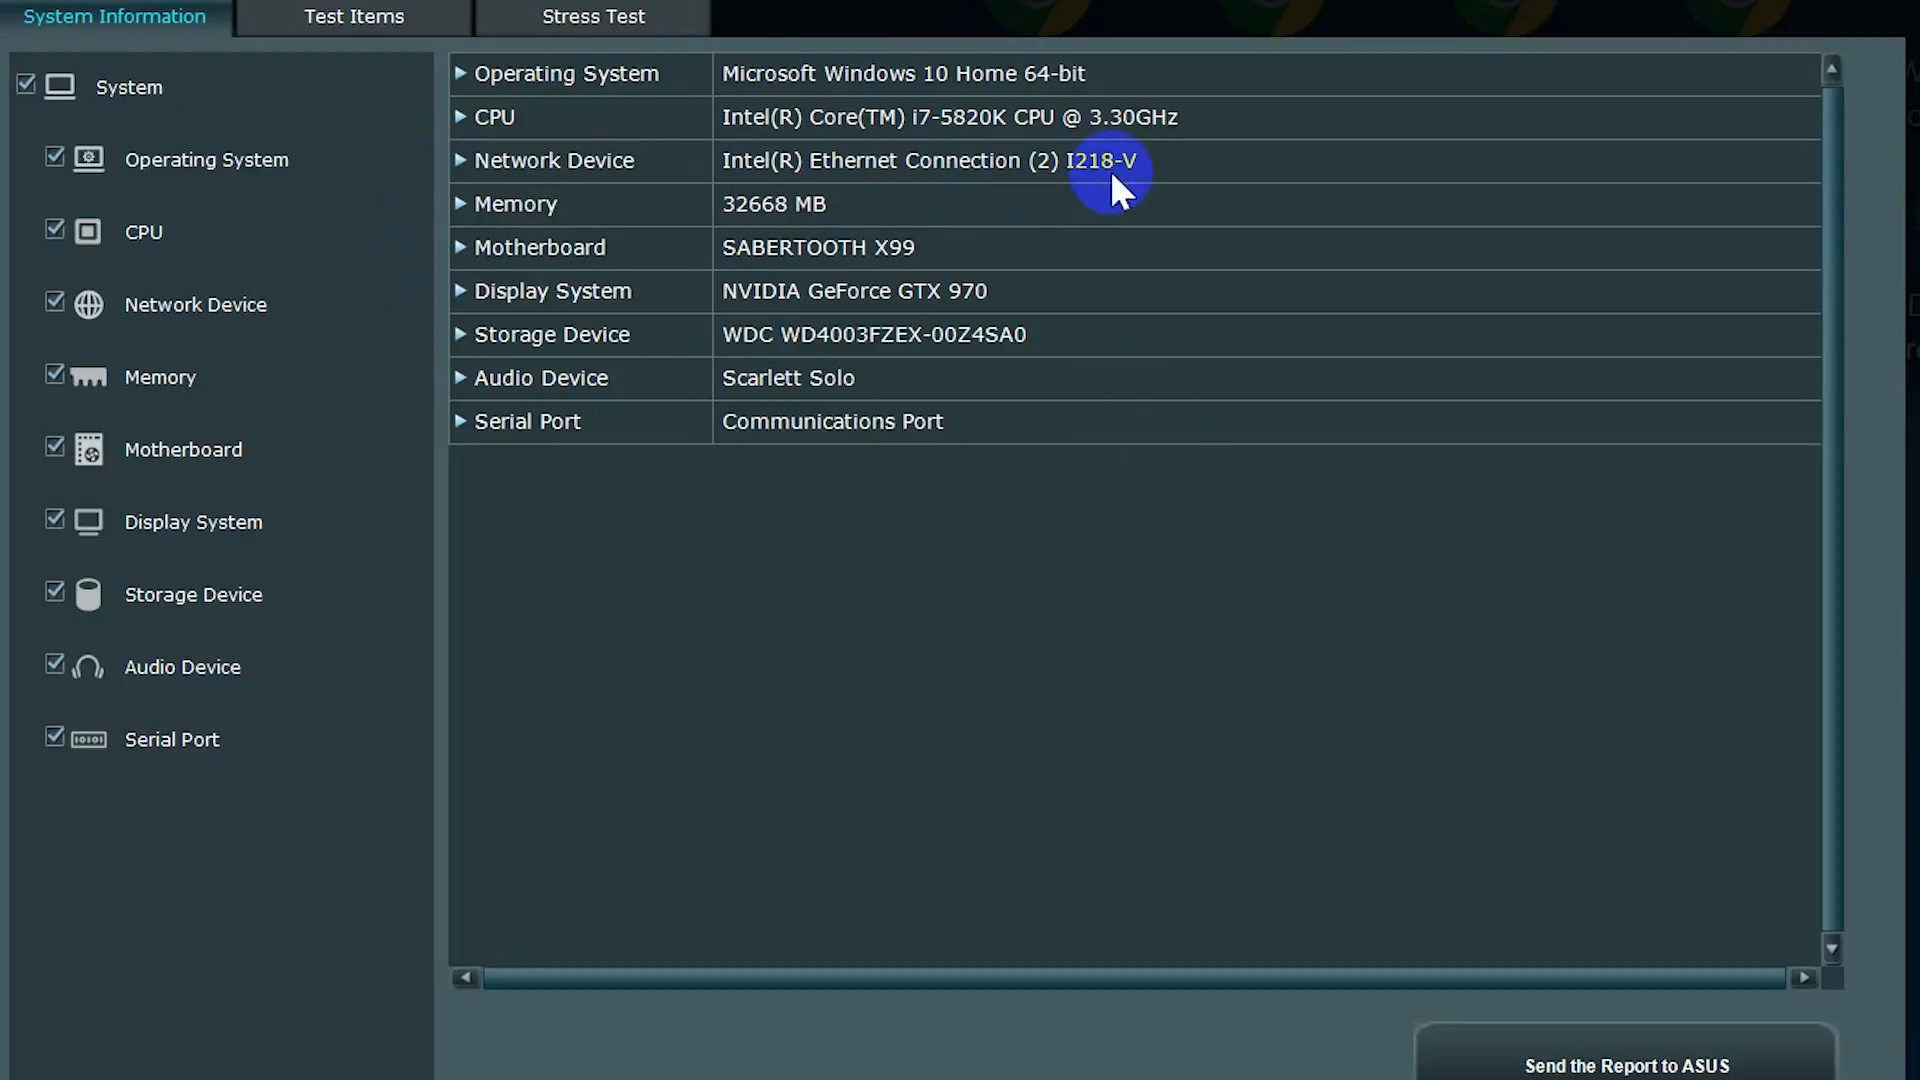 System Information
Test Items
Stress Test
System
Operating System
CPU
Network Device
Memory
Motherboard
Display System
Storage Device
Audio Device
Serial Port
Operating System Microsoft Windows 10 Home 64-bit
CPU Intel(R) Core(TM) i7-5820K CPU @ 3.30GHz
Network Device Intel(R) Ethernet Connection (2) I218-V
Memory 32668 MB
Motherboard SABERTOOTH X99
Display System NVIDIA GeForce GTX 970
Storage Device WDC WD4003FZEX-00Z4SA0
Audio Device Scarlett Solo
Serial Port Communications Port
Send the Report to ASUS